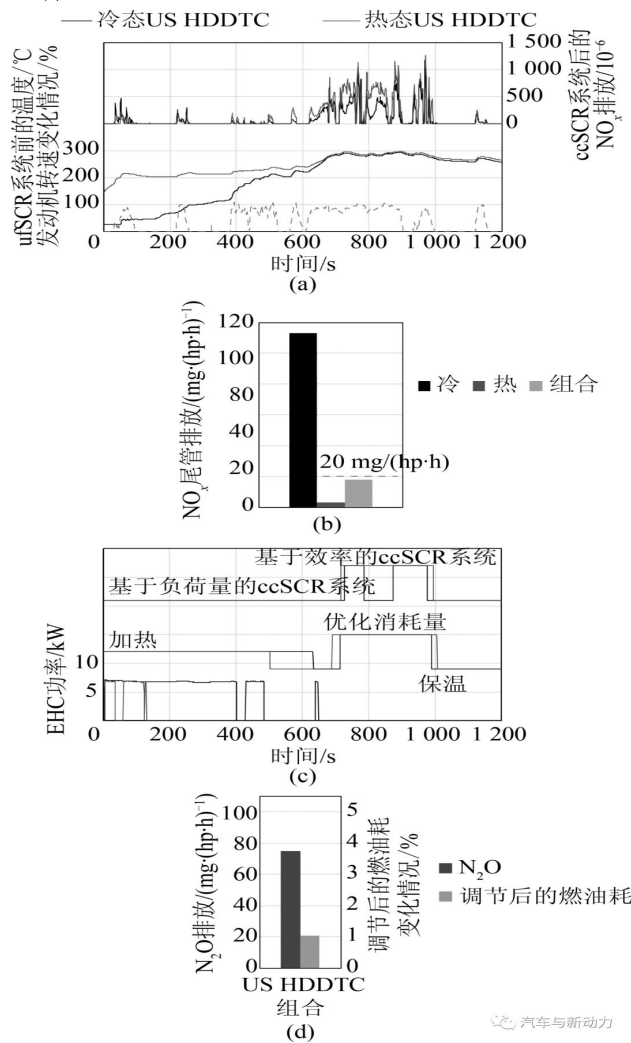 冷态US HDDTC 热态US HDDTC
ufSCR系统前的温度/℃
发动机转速变化情况/%
ccSCR系统后的
NOx排放/10⁻⁶
1 500
1 000
500
0
300
200
100
0 200 400 600 800 1 000 1 200
时间/s
(a)
NOx尾管排放/(mg·(hp·h)⁻¹)
120
100
80
60
40
20
0
20 mg/(hp·h)
冷 热 组合
(b)
基于效率的ccSCR系统
基于负荷量的ccSCR系统
优化消耗量
加热
保温
EHC功率/kW
10
5
0 200 400 600 800 1 000 1 200
时间/s
(c)
N₂O排放/(mg·(hp·h)⁻¹)
100
80
60
40
20
0
5
4
3
2
1
0
调节后的燃油耗
变化情况/%
N₂O
调节后的燃油耗
US HDDTC
组合
(d)
汽车与新动力